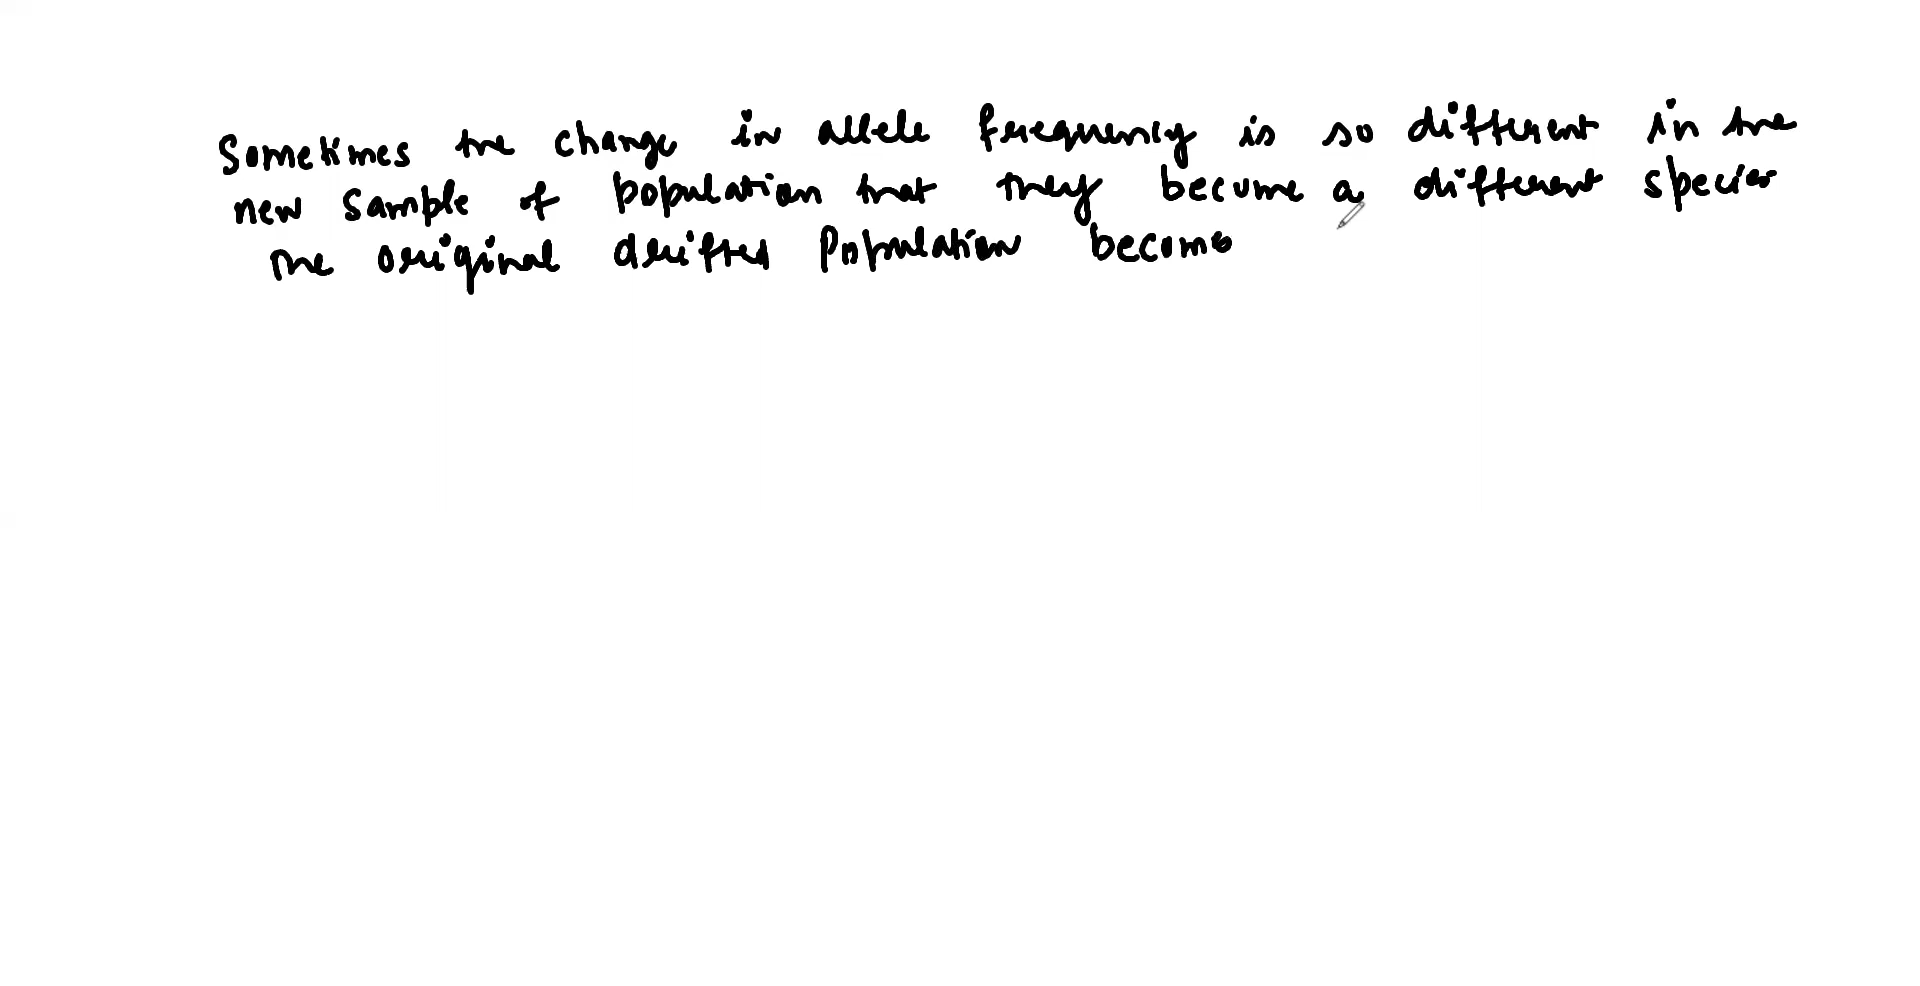 Sometimes the change in allele frequency is so different in the
new sample of population that they become a different species
The original drifted Population become